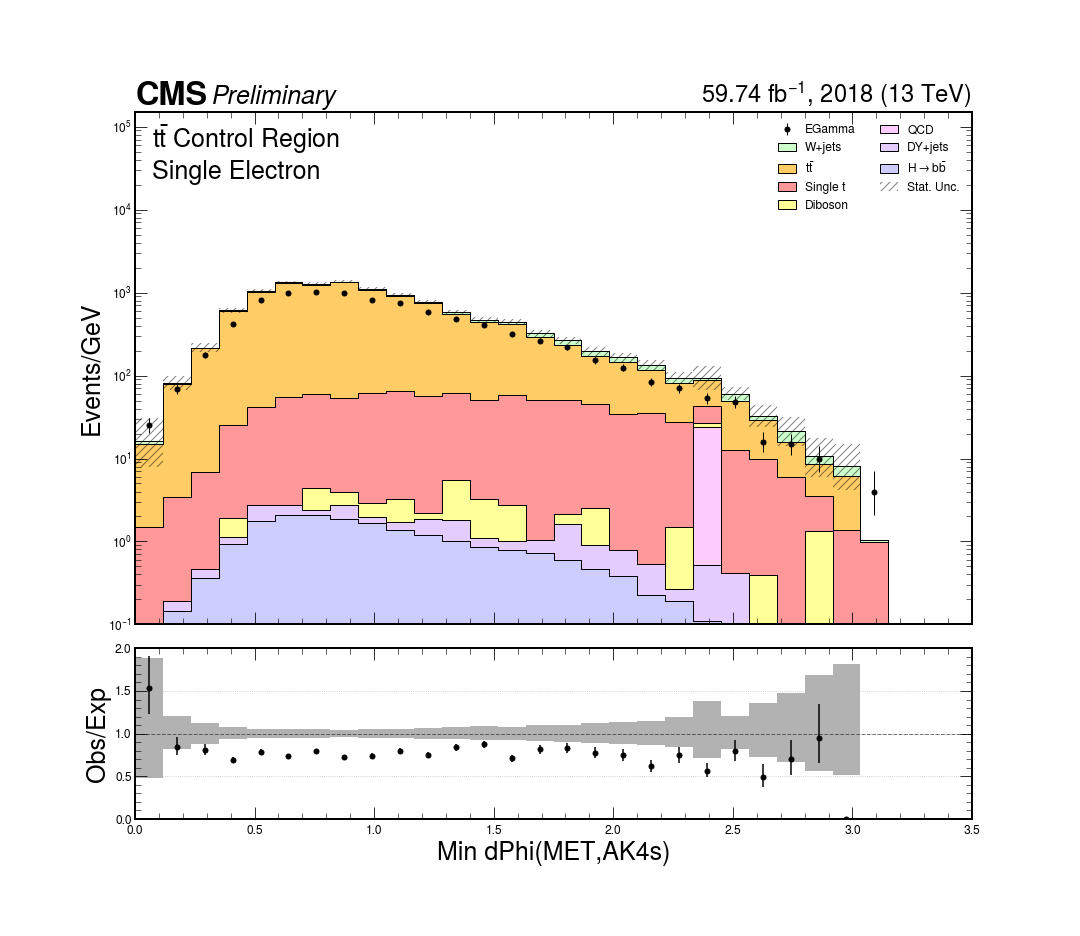 CMS Preliminary
59.74 fb⁻¹, 2018 (13 TeV)
tt̄ Control Region
Single Electron
EGamma
W+jets
tt̄
Single t
Diboson
QCD
DY+jets
H→bb̄
Stat. Unc.
Events/GeV
10⁵
10⁴
10³
10²
10¹
10⁰
10⁻¹
Obs/Exp
2.0
1.5
1.0
0.5
0.0
0.0 0.5 1.0 1.5 2.0 2.5 3.0 3.5
Min dPhi(MET,AK4s)